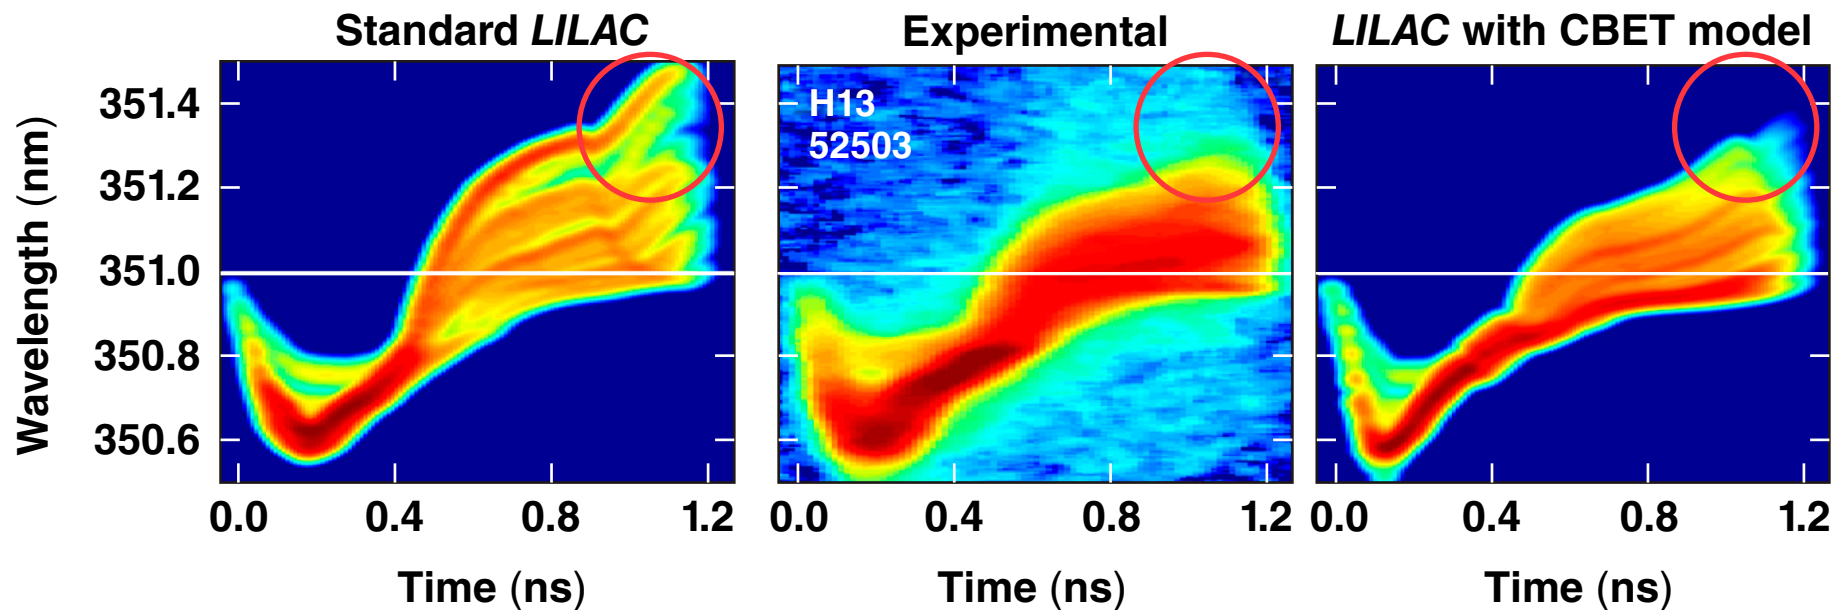 Standard LILAC
Experimental
LILAC with CBET model
Wavelength (nm)
351.4
351.2
351.0
350.8
350.6
H13
52503
0.0 0.4 0.8 1.2
0.0 0.4 0.8 1.2
0.0 0.4 0.8 1.2
Time (ns)
Time (ns)
Time (ns)